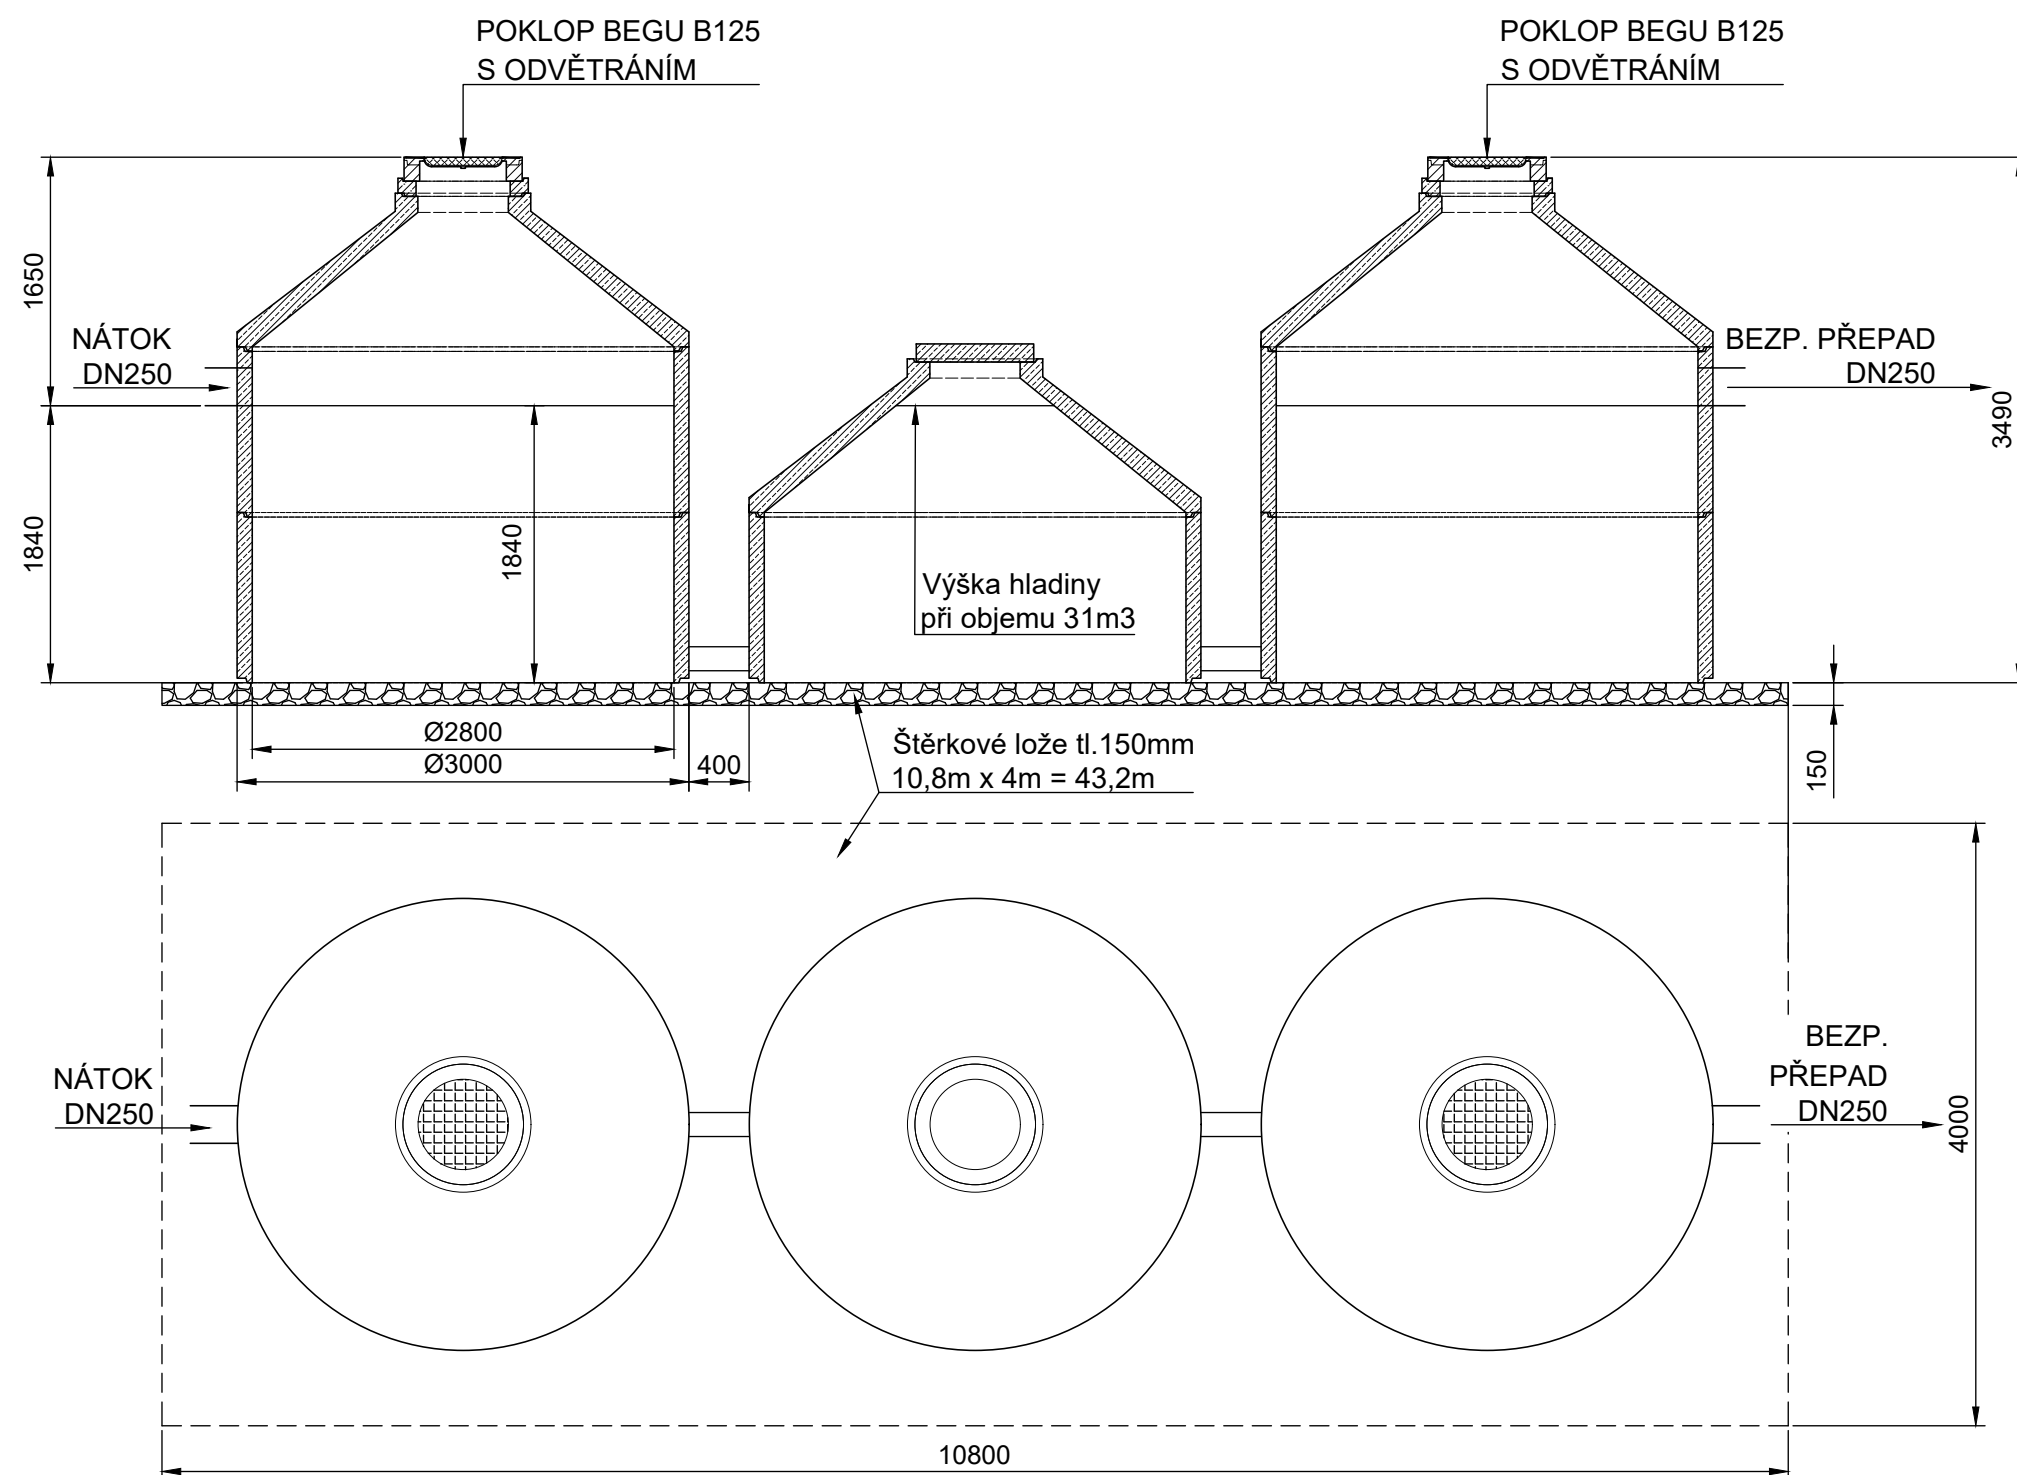 POKLOP BEGU B125
S ODVĚTRÁNÍM
POKLOP BEGU B125
S ODVĚTRÁNÍM
1650
NÁTOK
DN250
BEZP. PŘEPAD
DN250
3490
1840
1840
Výška hladiny
při objemu 31m3
Ø2800
Ø3000
400
Štěrkové lože tl.150mm
10,8m x 4m = 43,2m
150
NÁTOK
DN250
BEZP.
PŘEPAD
DN250
4000
10800